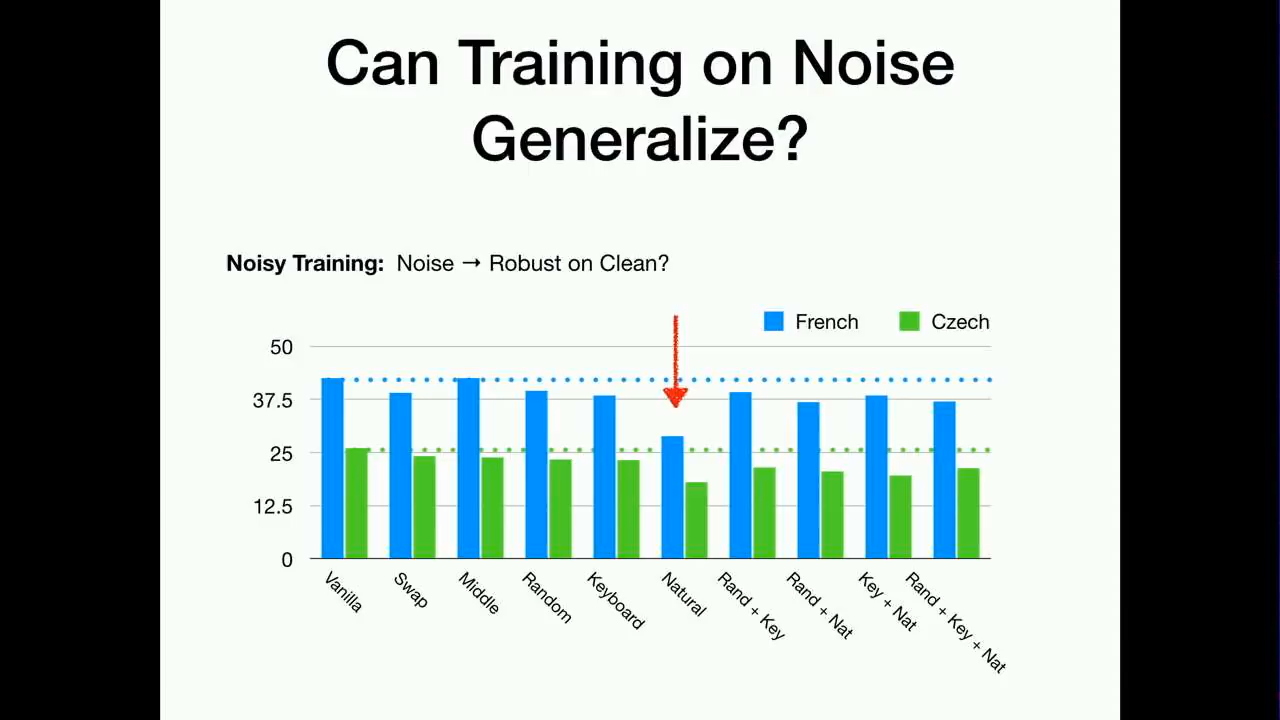 Can Training on Noise
Generalize?
Noisy Training: Noise → Robust on Clean?
French
Czech
50
37.5
25
12.5
0
Vanilla
Swap
Middle
Random
Keyboard
Natural
Rand + Key
Rand + Nat
Key + Nat
Rand + Key + Nat